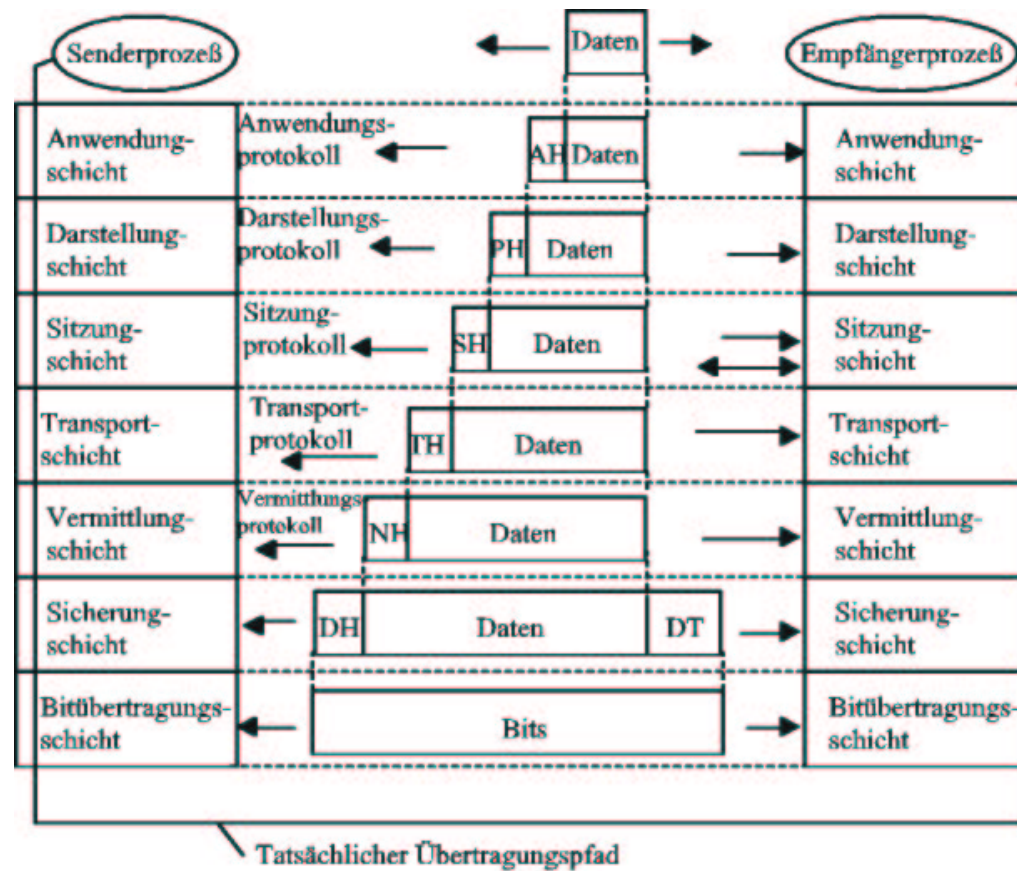 Senderprozeß
Daten
Empfängerprozeß
Anwendung-
schicht
Anwendungs-
protokoll
AH Daten
Anwendung-
schicht
Darstellung-
schicht
Darstellungs-
protokoll
PH Daten
Darstellung-
schicht
Sitzung-
schicht
Sitzung-
protokoll
SH Daten
Sitzung-
schicht
Transport-
schicht
Transport-
protokoll
TH Daten
Transport-
schicht
Vermittlung-
schicht
Vermittlungs
protokoll
NH Daten
Vermittlung-
schicht
Sicherung-
schicht
DH Daten DT
Sicherung-
schicht
Bitübertragungs-
schicht
Bits
Bitübertragungs-
schicht
Tatsächlicher Übertragungspfad